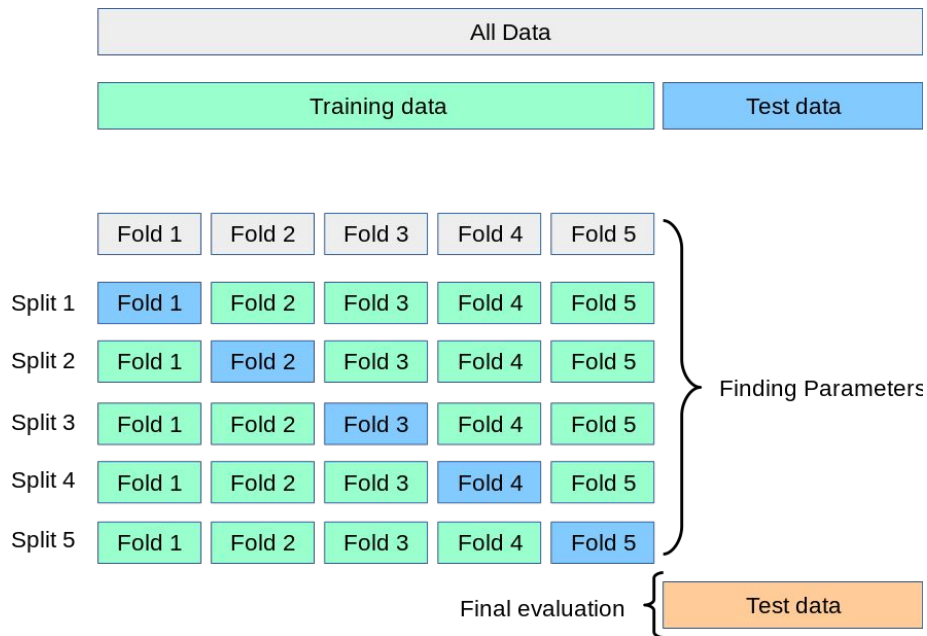 All Data
Training data Test data
Fold 1 Fold 2 Fold 3 Fold 4 Fold 5
Split 1 Fold 1 Fold 2 Fold 3 Fold 4 Fold 5
Split 2 Fold 1 Fold 2 Fold 3 Fold 4 Fold 5
Finding Parameters
Split 3 Fold 1 Fold 2 Fold 3 Fold 4 Fold 5
Split 4 Fold 1 Fold 2 Fold 3 Fold 4 Fold 5
Split 5 Fold 1 Fold 2 Fold 3 Fold 4 Fold 5
Final evaluation Test data